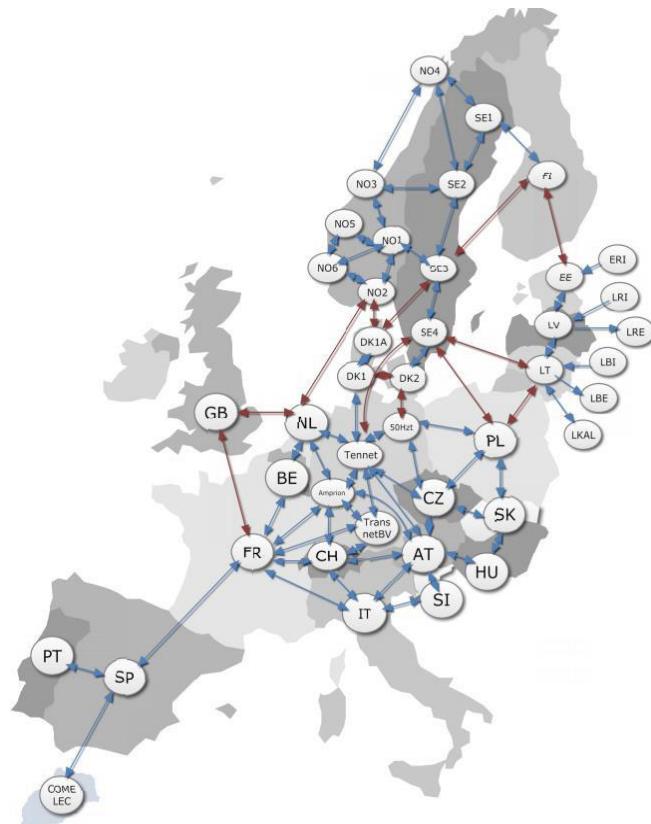 NO4
SE1
FI
NO3
SE2
NO5
NO1
NO6
SE3
NO2
EE
ERI
LRI
LV
LRE
DK1A
SE4
DK1
DK2
LT
LBI
LBE
LKAL
GB
NL
50Hzt
PL
Tennet
BE
Amprion
CZ
SK
Trans
netBV
FR
CH
AT
HU
SI
IT
PT
SP
COME
LEC